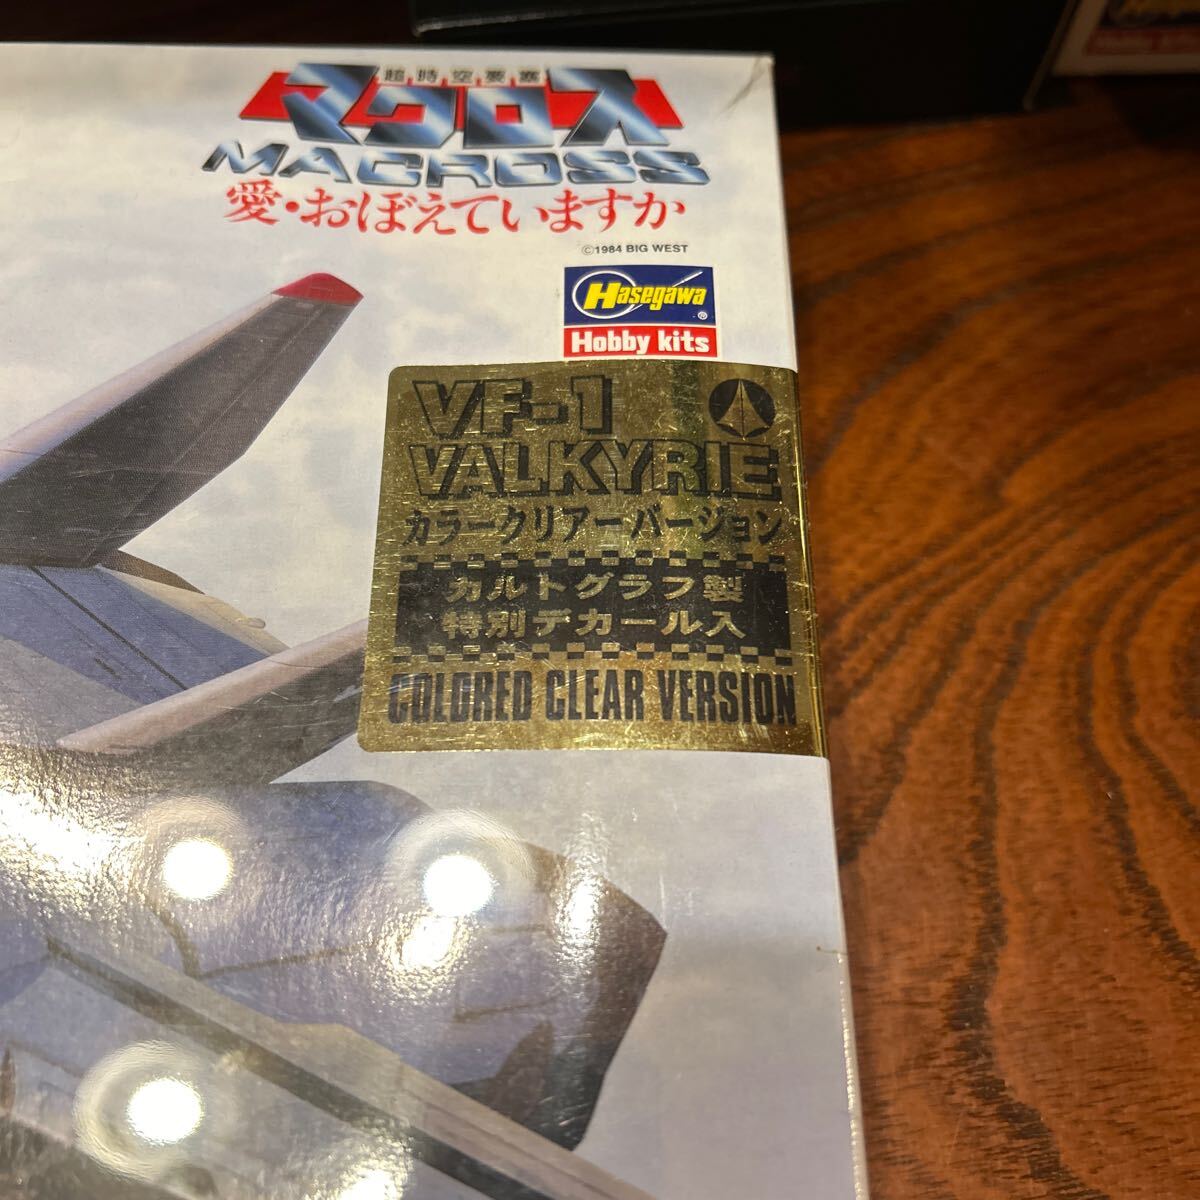 超時空要塞
マクロス
MACROSS
愛・おぼえていますか
©1984 BIG WEST
Hasegawa®
Hobby kits
VF-1
VALKYRIE
カラークリアーバージョン
カルトグラフ製
特別デカール入
COLORED CLEAR VERSION